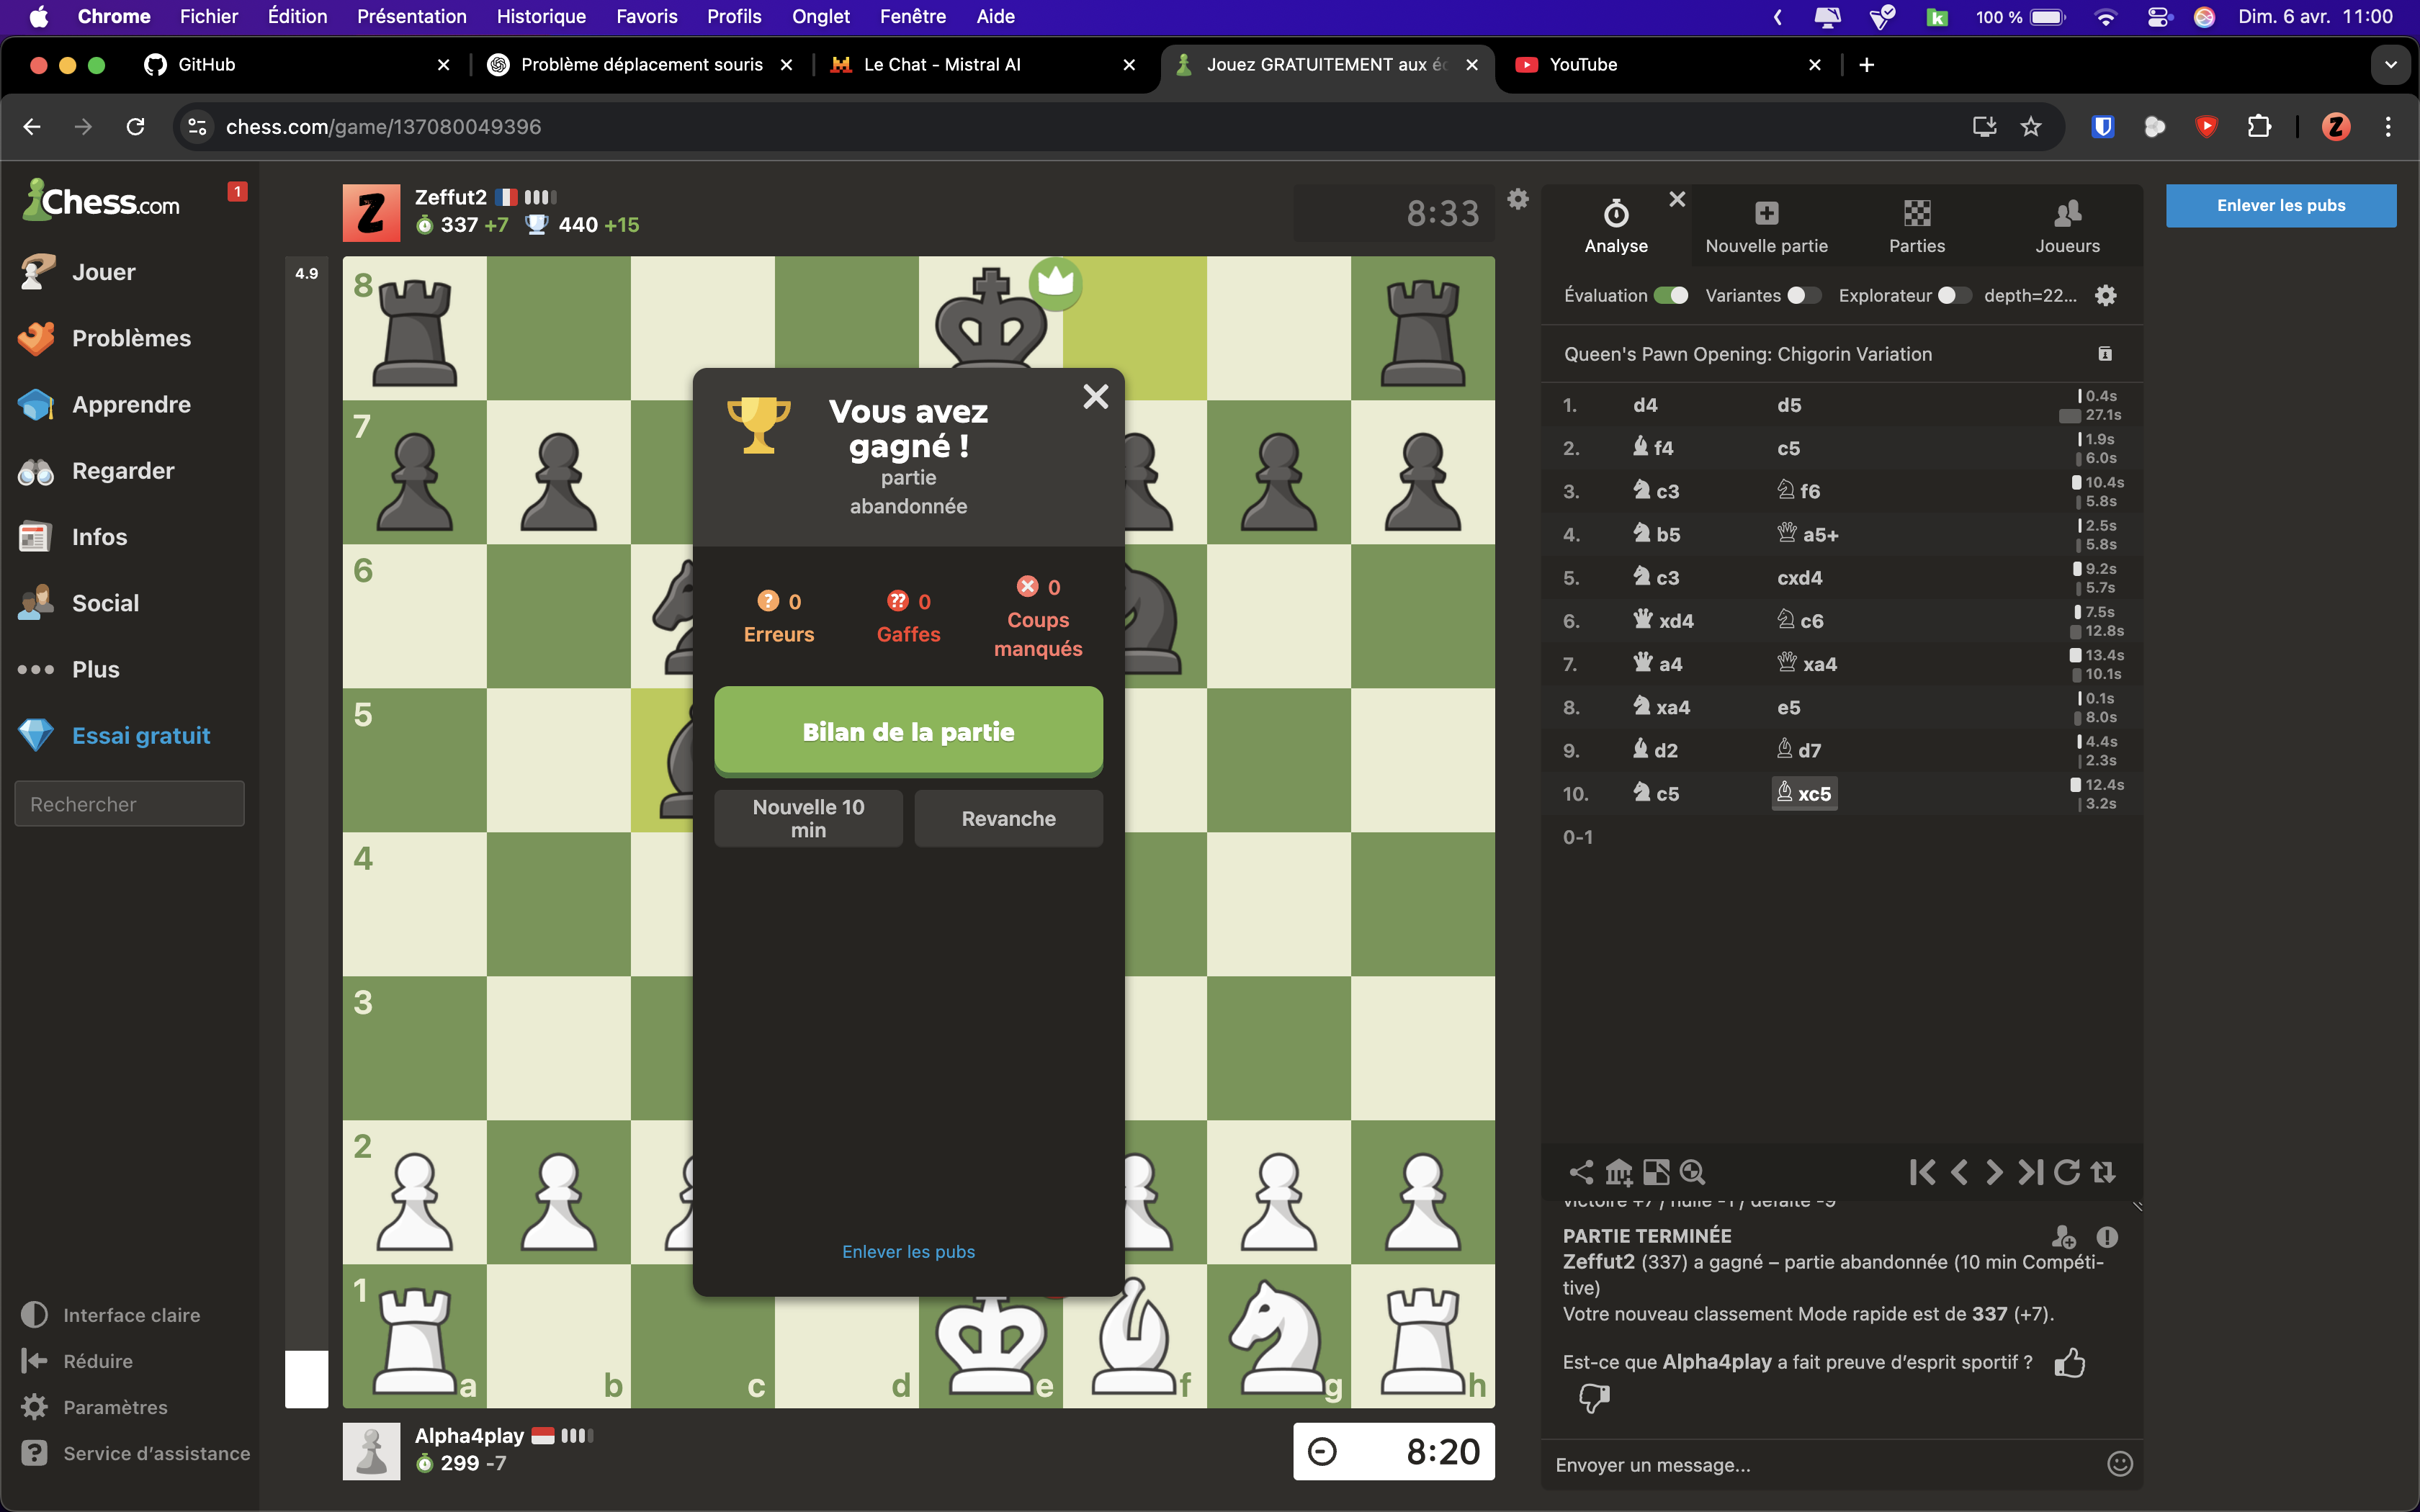 Chrome Fichier Édition Présentation Historique Favoris Profils Onglet Fenêtre Aide 100 % Dim. 6 avr. 11:00
GitHub Problème déplacement souris Le Chat - Mistral AI Jouez GRATUITEMENT aux éc YouTube
chess.com/game/137080049396
Chess.com 1
Jouer
Problèmes
Apprendre
Regarder
Infos
Social
Plus
Essai gratuit
Rechercher
Interface claire
Réduire
Paramètres
Service d'assistance
Zeffut2
337 +7 440 +15
8:33
4.9
8
7
6
5
4
3
2
1
a b c d e f g h
Vous avez
gagné !
partie
abandonnée
? 0
Erreurs
?? 0
Gaffes
0
Coups
manqués
Bilan de la partie
Nouvelle 10
min
Revanche
Enlever les pubs
Alpha4play
299 -7
8:20
Analyse Nouvelle partie Parties Joueurs
Évaluation Variantes Explorateur depth=22...
Queen's Pawn Opening: Chigorin Variation
1. d4 d5 0.4s
27.1s
2. f4 c5 1.9s
6.0s
3. c3 f6 10.4s
5.8s
4. b5 a5+ 2.5s
5.8s
5. c3 cxd4 9.2s
5.7s
6. xd4 c6 7.5s
12.8s
7. a4 xa4 13.4s
10.1s
8. xa4 e5 0.1s
8.0s
9. d2 d7 4.4s
2.3s
10. c5 xc5 12.4s
3.2s
0-1
victoire +7 / nulle -1 / défaite -9
PARTIE TERMINÉE
Zeffut2 (337) a gagné – partie abandonnée (10 min Compéti-
tive)
Votre nouveau classement Mode rapide est de 337 (+7).
Est-ce que Alpha4play a fait preuve d'esprit sportif ?
Envoyer un message...
Enlever les pubs